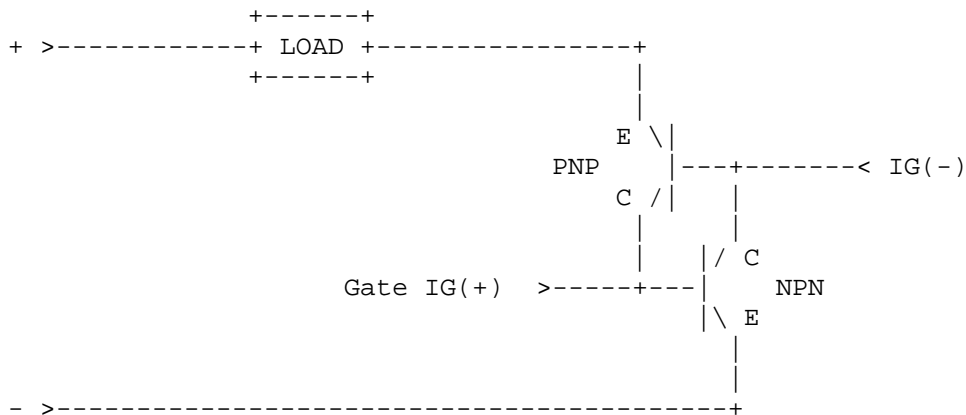 + > LOAD
E
PNP < IG(-)
C
C
Gate IG(+) > NPN
E
- >